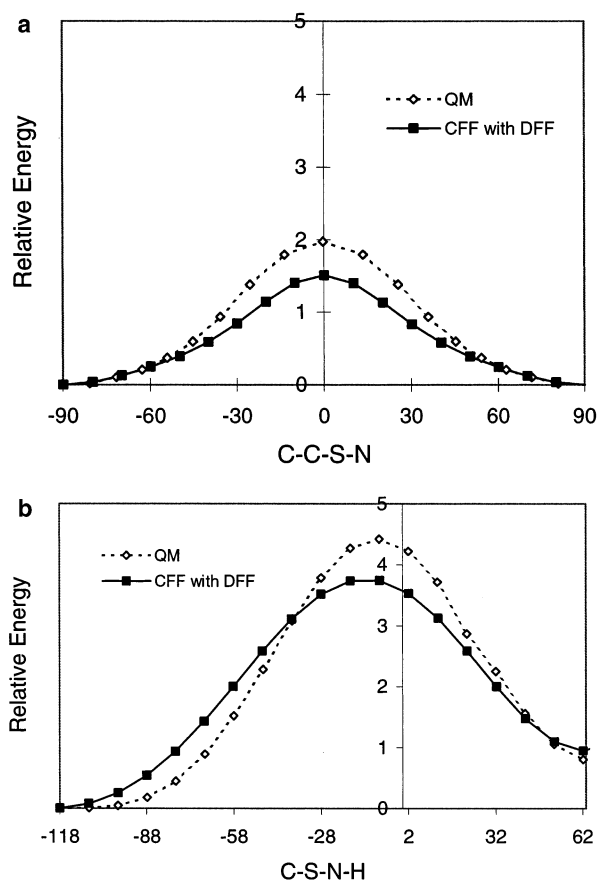 a
5
4
3
2
1
0
Relative Energy
QM
CFF with DFF
-90 -60 -30 0 30 60 90
C-C-S-N
b
5
4
3
2
1
0
Relative Energy
QM
CFF with DFF
-118 -88 -58 -28 2 32 62
C-S-N-H